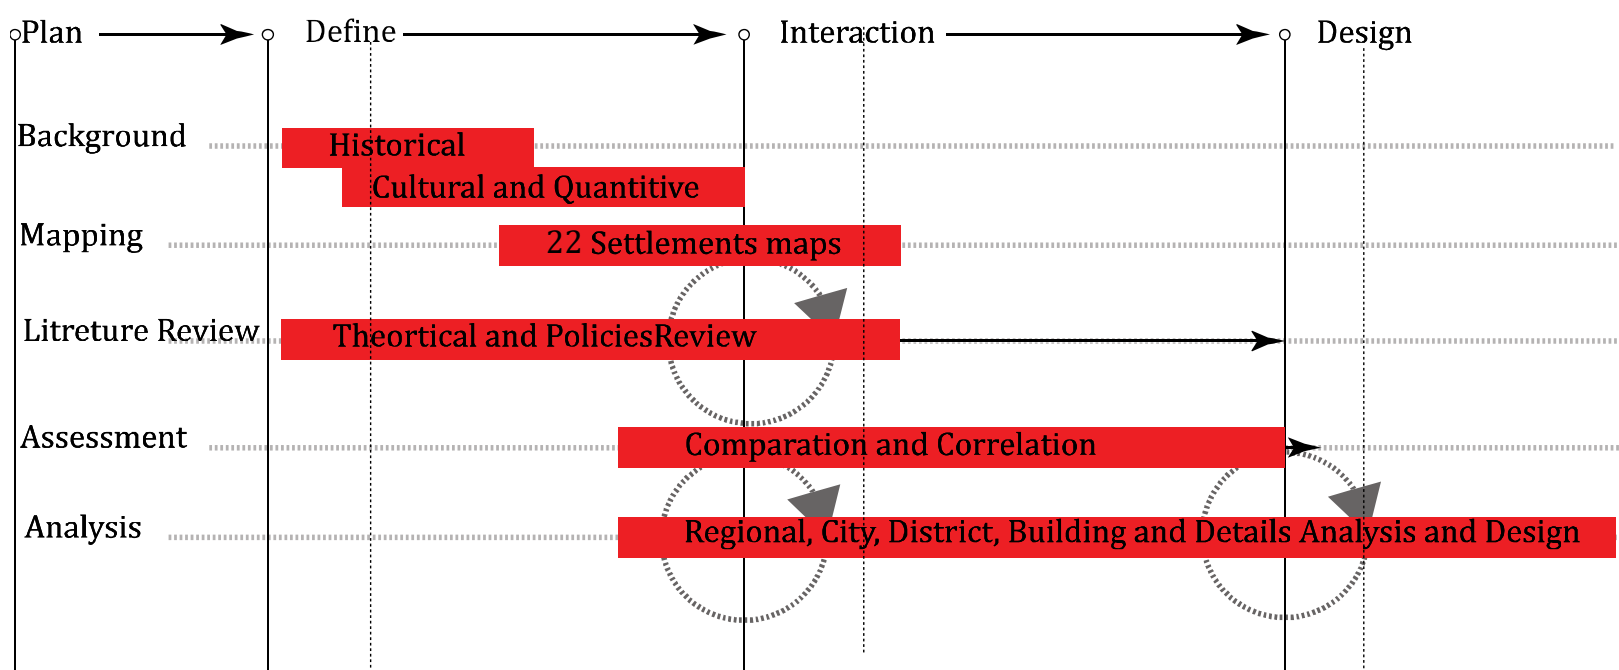 Plan
Define
Interaction
Design
Background
Historical
Cultural and Quantitive
Mapping
22 Settlements maps
Litreture Review
Theortical and PoliciesReview
Assessment
Comparation and Correlation
Analysis
Regional, City, District, Building and Details Analysis and Design